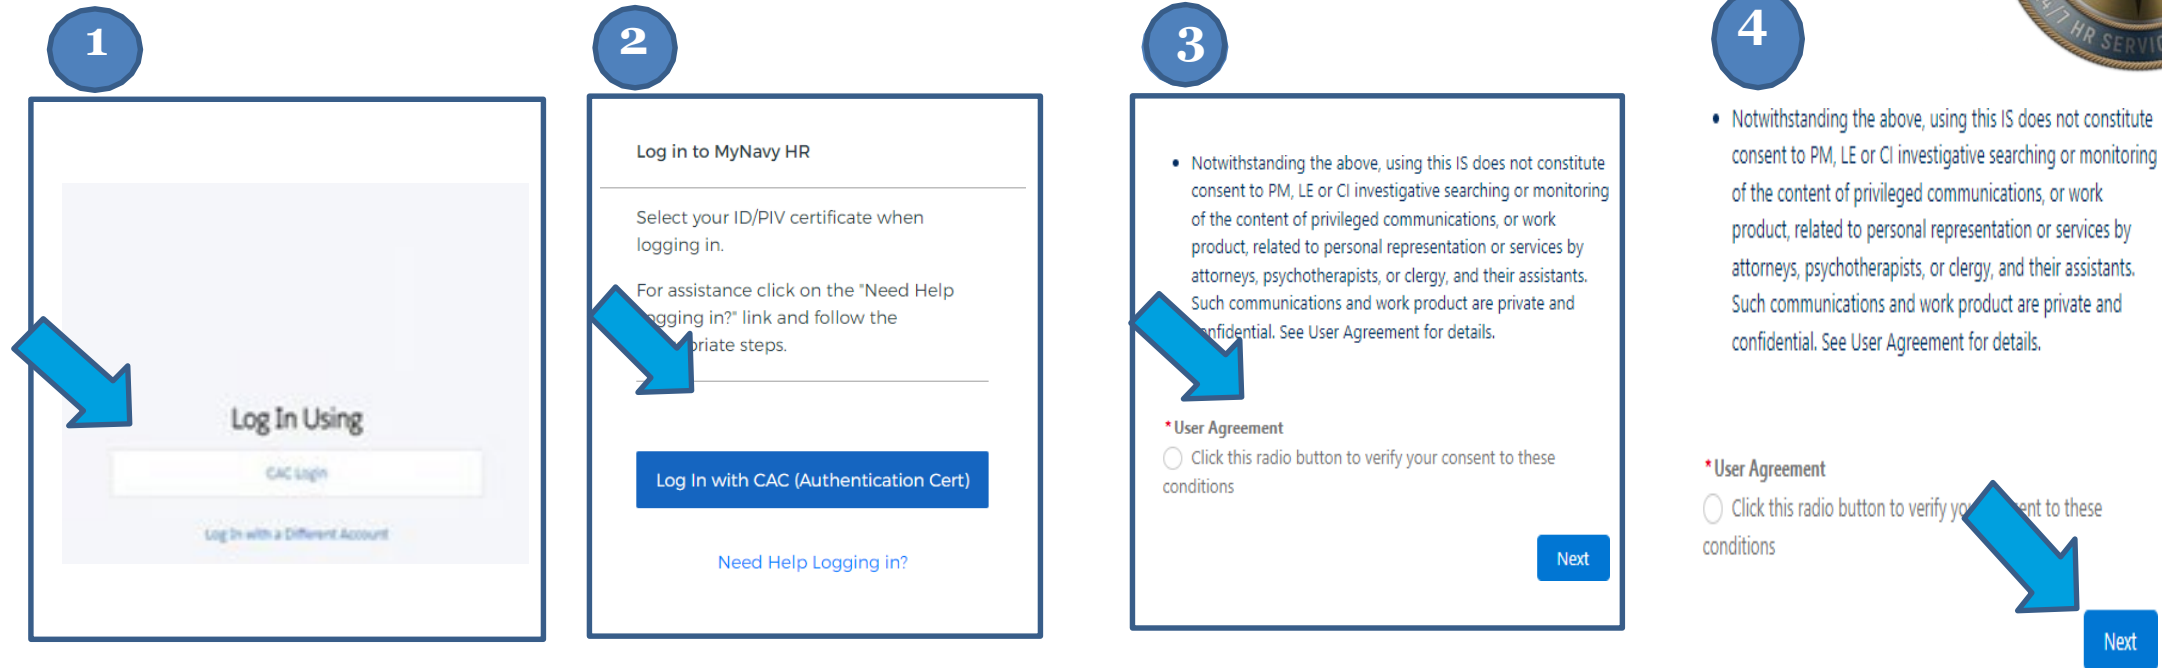 1
Log In Using
CAC Login
Log In with a Different Account
2
Log in to MyNavy HR
Select your ID/PIV certificate when
logging in.
For assistance click on the "Need Help
ogging in?" link and follow the
priate steps.
Log In with CAC (Authentication Cert)
Need Help Logging in?
3
• Notwithstanding the above, using this IS does not constitute
consent to PM, LE or CI investigative searching or monitoring
of the content of privileged communications, or work
product, related to personal representation or services by
attorneys, psychotherapists, or clergy, and their assistants.
Such communications and work product are private and
nfidential. See User Agreement for details.
* User Agreement
Click this radio button to verify your consent to these
conditions
Next
4
24/7 HR SERVI
• Notwithstanding the above, using this IS does not constitute
consent to PM, LE or CI investigative searching or monitoring
of the content of privileged communications, or work
product, related to personal representation or services by
attorneys, psychotherapists, or clergy, and their assistants.
Such communications and work product are private and
confidential. See User Agreement for details.
* User Agreement
Click this radio button to verify yo ent to these
conditions
Next